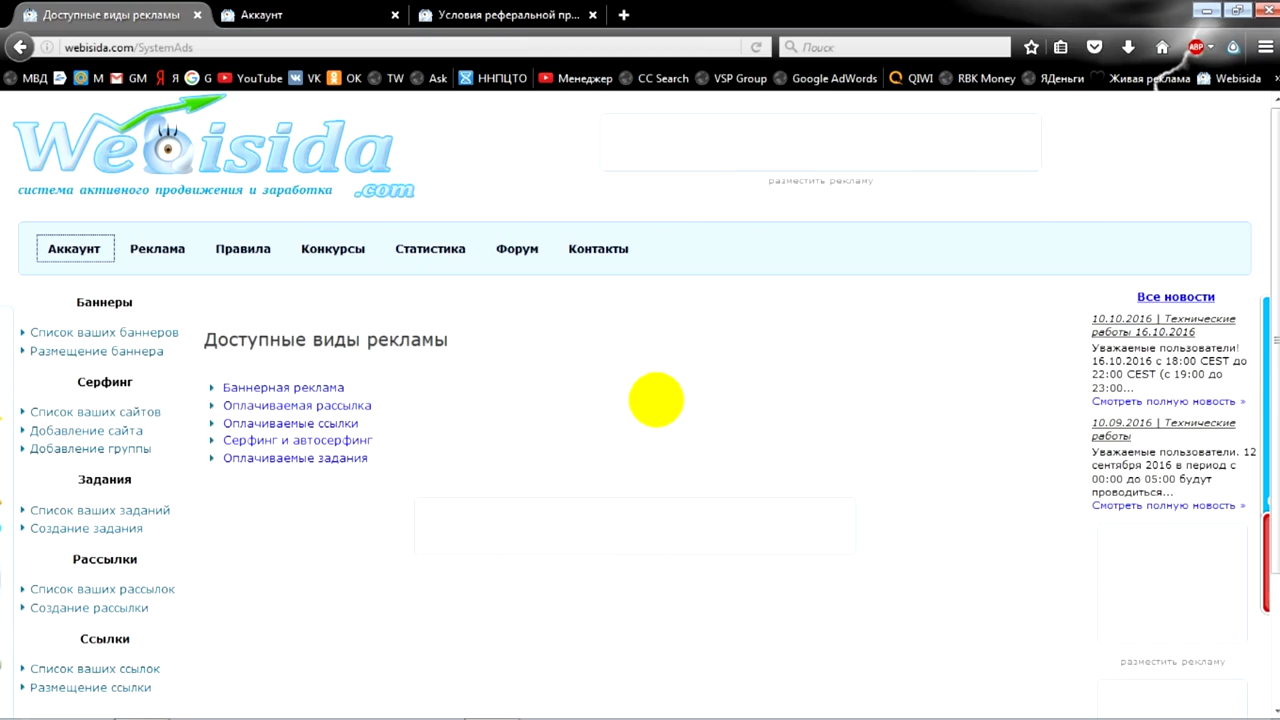 Доступные виды рекламы
Аккаунт
Условия реферальной пр...
webisida.com/SystemAds
Поиск
ABP
МВД
M
GM
Я Я
G G
YouTube
VK
OK
TW
Ask
ННПЦТО
Менеджер
CC Search
VSP Group
Google AdWords
QIWI
RBK Money
ЯДеньги
Живая реклама
Webisida
Webisida
система активного продвижения и заработка
.com
разместить рекламу
Аккаунт
Реклама
Правила
Конкурсы
Статистика
Форум
Контакты
Баннеры
Список ваших баннеров
Размещение баннера
Серфинг
Список ваших сайтов
Добавление сайта
Добавление группы
Задания
Список ваших заданий
Создание задания
Рассылки
Список ваших рассылок
Создание рассылки
Ссылки
Список ваших ссылок
Размещение ссылки
Доступные виды рекламы
Баннерная реклама
Оплачиваемая рассылка
Оплачиваемые ссылки
Серфинг и автосерфинг
Оплачиваемые задания
Все новости
10.10.2016 | Технические
работы 16.10.2016
Уважаемые пользователи!
16.10.2016 с 18:00 CEST до
22:00 CEST (с 19:00 до
23:00...
Смотреть полную новость »
10.09.2016 | Технические
работы
Уважаемые пользователи. 12
сентября 2016 в период с
00:00 до 05:00 будут
проводиться...
Смотреть полную новость »
разместить рекламу